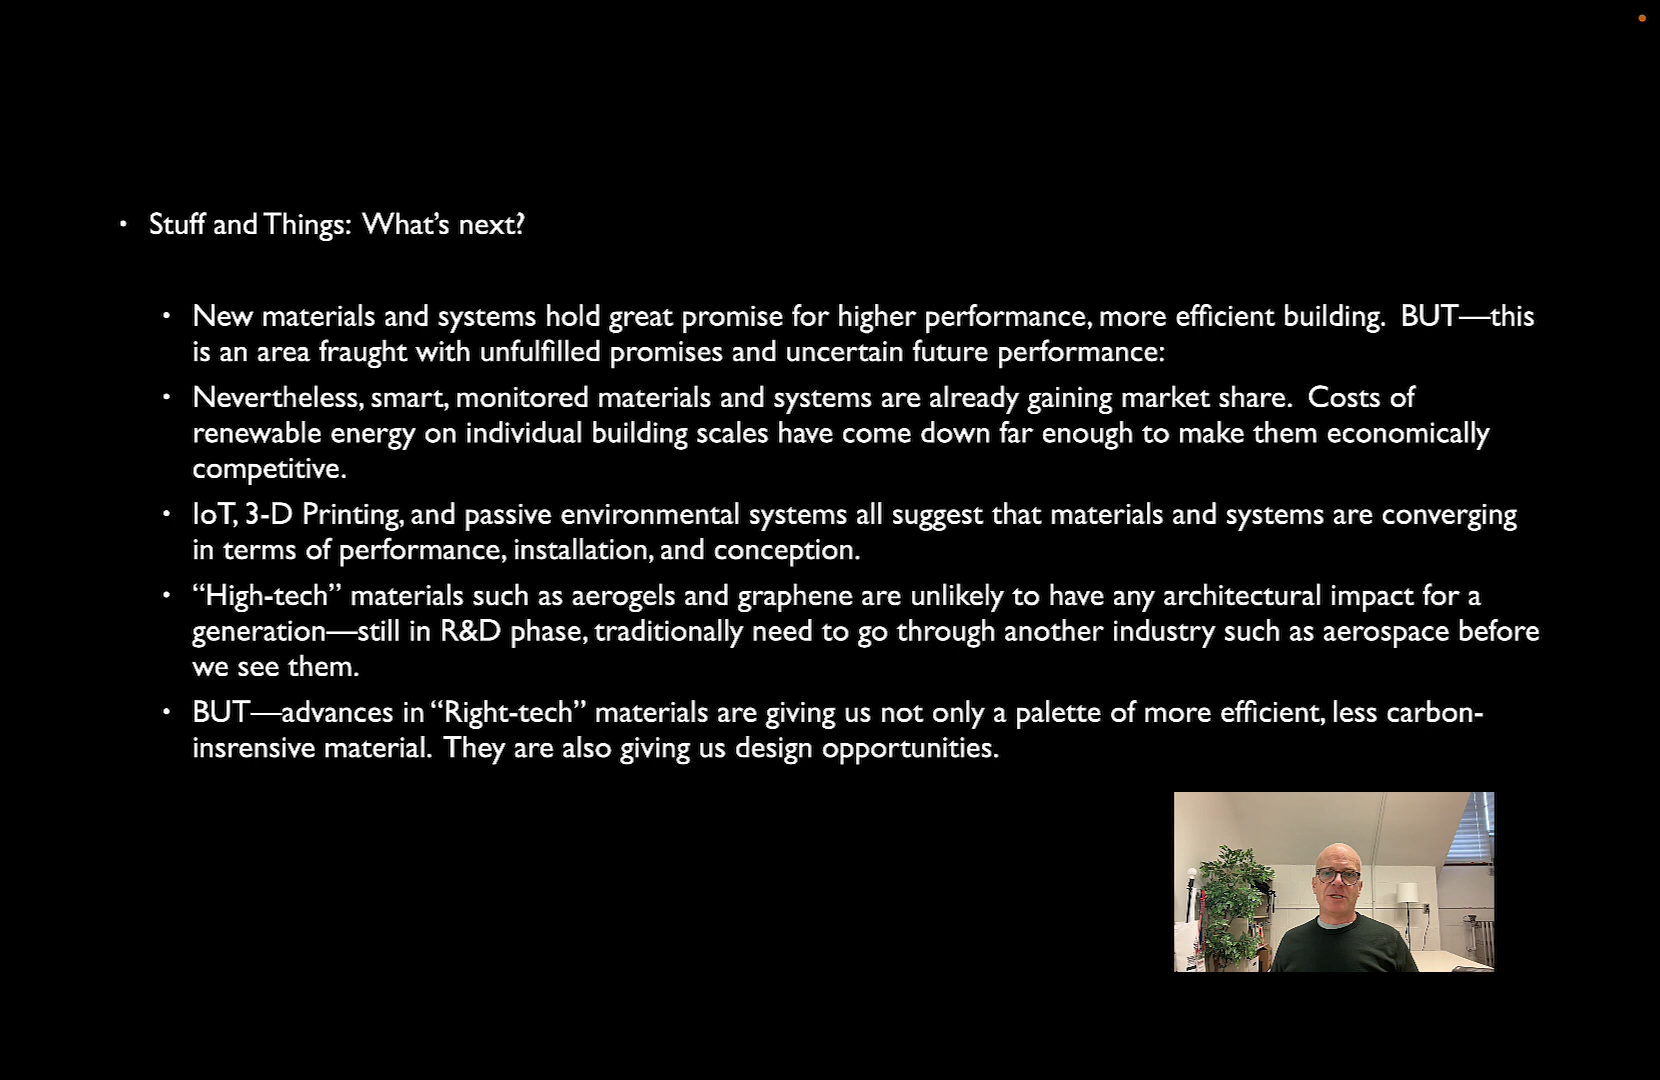 • Stuff and Things:  What’s next?
• New materials and systems hold great promise for higher performance, more efficient building.  BUT—this
is an area fraught with unfulfilled promises and uncertain future performance:
• Nevertheless, smart, monitored materials and systems are already gaining market share.  Costs of
renewable energy on individual building scales have come down far enough to make them economically
competitive.
• IoT, 3-D Printing, and passive environmental systems all suggest that materials and systems are converging
in terms of performance, installation, and conception.
• “High-tech” materials such as aerogels and graphene are unlikely to have any architectural impact for a
generation—still in R&D phase, traditionally need to go through another industry such as aerospace before
we see them.
• BUT—advances in “Right-tech” materials are giving us not only a palette of more efficient, less carbon-
insrensive material.  They are also giving us design opportunities.